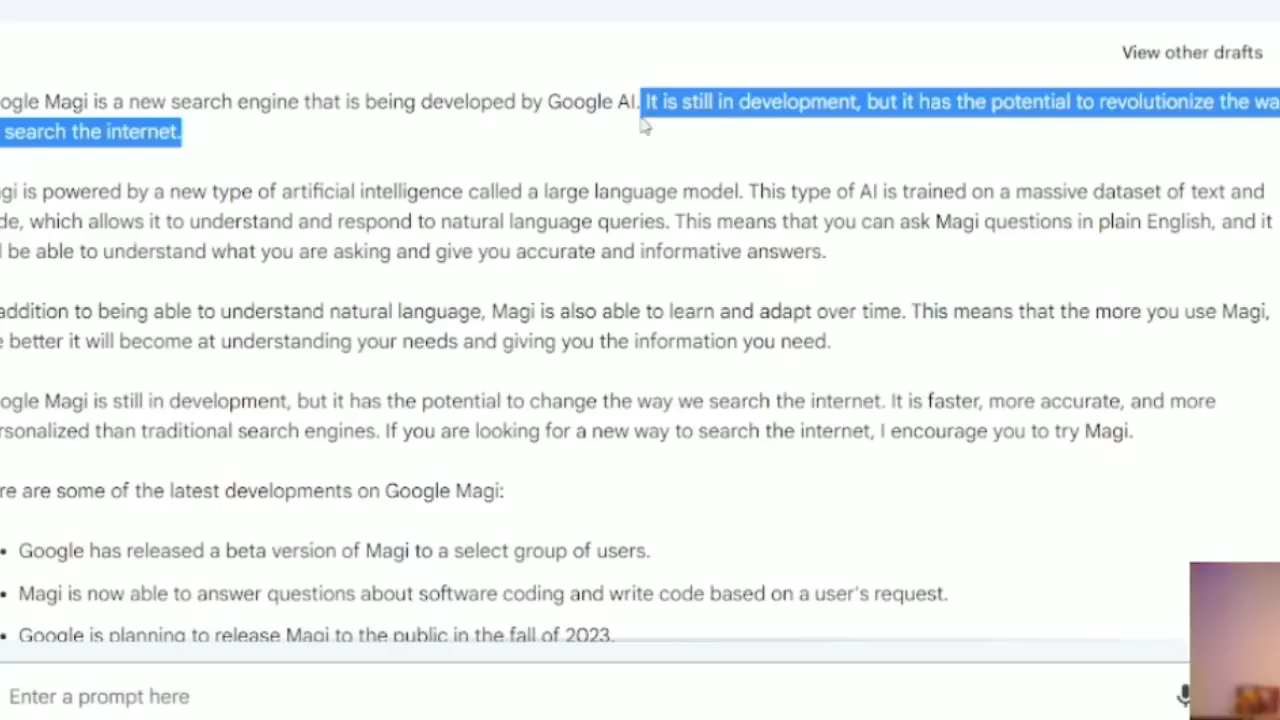 View other drafts
ogle Magi is a new search engine that is being developed by Google AI. It is still in development, but it has the potential to revolutionize the wa
search the internet.
gi is powered by a new type of artificial intelligence called a large language model. This type of AI is trained on a massive dataset of text and
de, which allows it to understand and respond to natural language queries. This means that you can ask Magi questions in plain English, and it
l be able to understand what you are asking and give you accurate and informative answers.
addition to being able to understand natural language, Magi is also able to learn and adapt over time. This means that the more you use Magi,
e better it will become at understanding your needs and giving you the information you need.
ogle Magi is still in development, but it has the potential to change the way we search the internet. It is faster, more accurate, and more
rsonalized than traditional search engines. If you are looking for a new way to search the internet, I encourage you to try Magi.
re are some of the latest developments on Google Magi:
• Google has released a beta version of Magi to a select group of users.
• Magi is now able to answer questions about software coding and write code based on a user's request.
• Google is planning to release Magi to the public in the fall of 2023.
Enter a prompt here